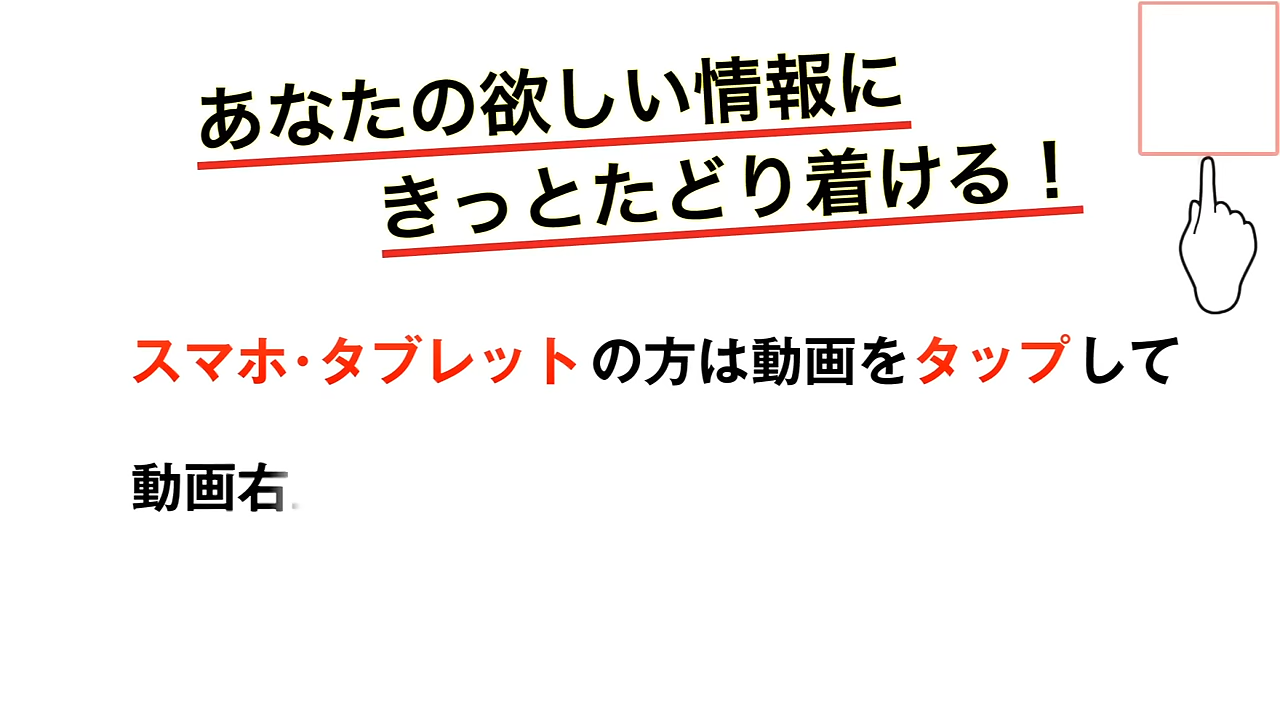 あなたの欲しい情報に
きっとたどり着ける！
スマホ・タブレットの方は動画をタップして
動画右